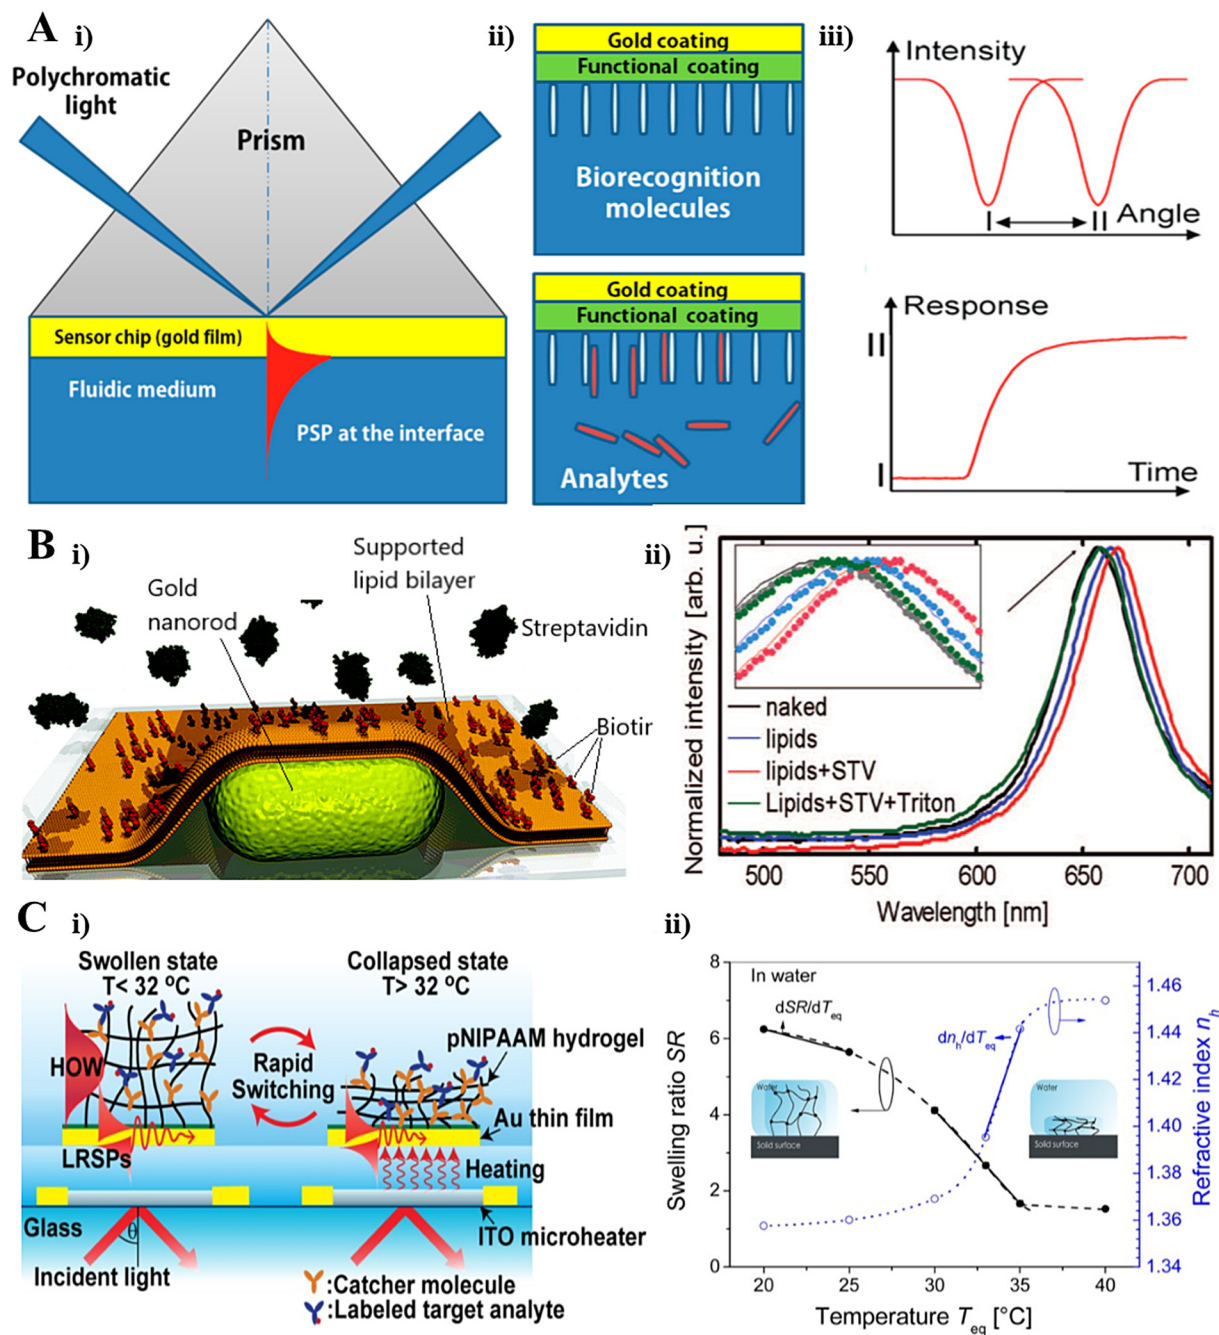 A
i)
Polychromatic
light
Prism
Sensor chip (gold film)
Fluidic medium
PSP at the interface
ii)
Gold coating
Functional coating
Biorecognition
molecules
Gold coating
Functional coating
Analytes
iii)
Intensity
I
II
Angle
Response
II
I
Time
B
i)
Gold
nanorod
Supported
lipid bilayer
Streptavidin
Biotir
ii)
Normalized intensity [arb. u.]
naked
lipids
lipids+STV
Lipids+STV+Triton
500
550
600
650
700
Wavelength [nm]
C
i)
Swollen state
T< 32 °C
Collapsed state
T> 32 °C
HOW
Rapid
Switching
pNIPAAM hydrogel
Au thin film
LRSPs
Heating
Glass
θ
ITO microheater
Incident light
:Catcher molecule
:Labeled target analyte
ii)
Swelling ratio SR
8
6
4
2
0
In water
dSR/dTeq
dnh/dTeq
Water
Solid surface
Water
Solid surface
1.46
1.44
1.42
1.40
1.38
1.36
1.34
Refractive index nh
20
25
30
35
40
Temperature Teq [°C]